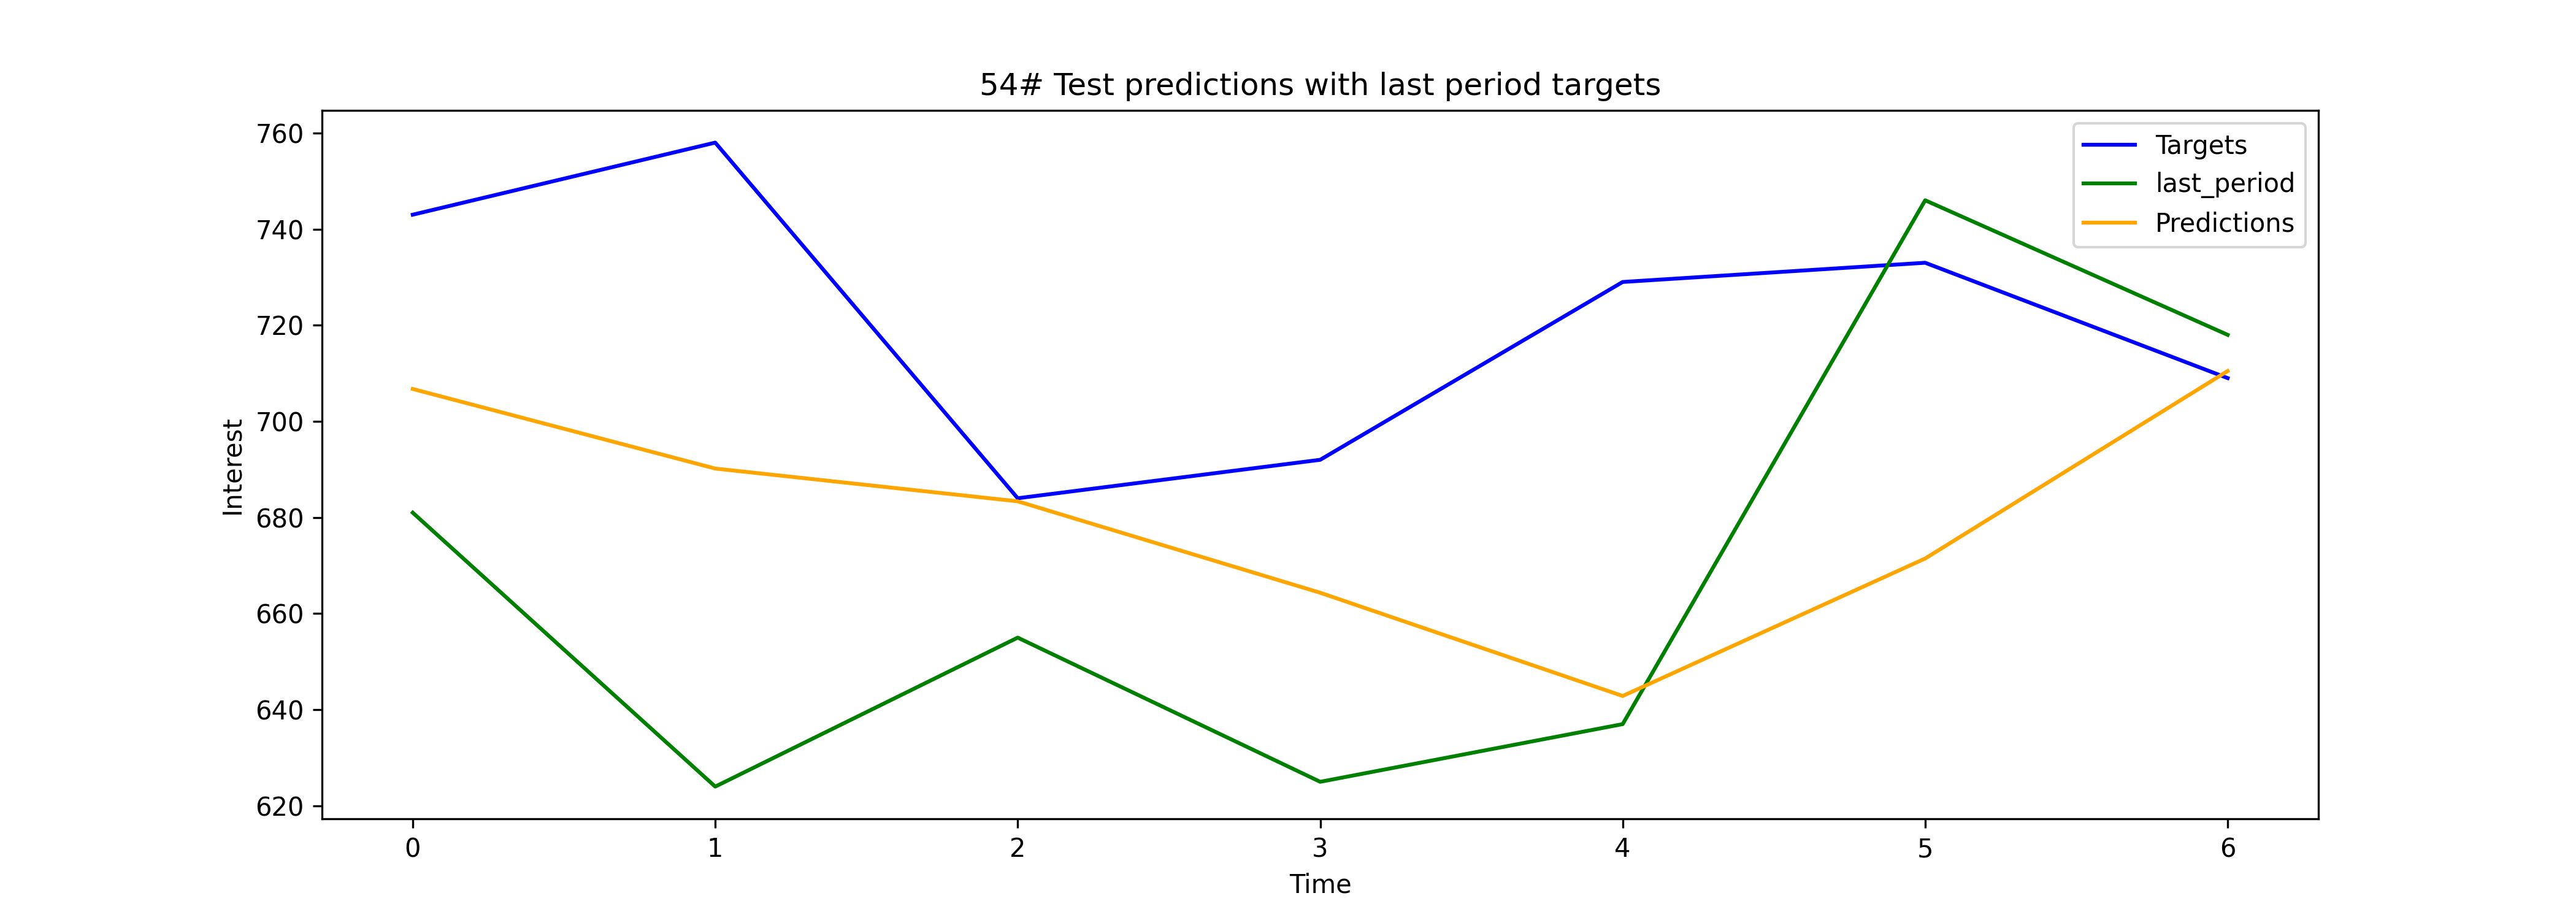 54# Test predictions with last period targets
Targets
last_period
Predictions
Interest
760
740
720
700
680
660
640
620
0 1 2 3 4 5 6
Time